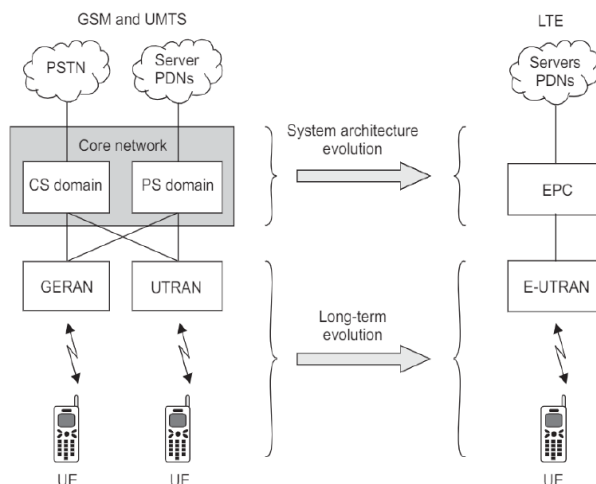 GSM and UMTS
LTE
PSTN
Server
PDNs
Servers
PDNs
Core network
CS domain
PS domain
System architecture
evolution
EPC
GERAN
UTRAN
E-UTRAN
Long-term
evolution
UE
UE
UE